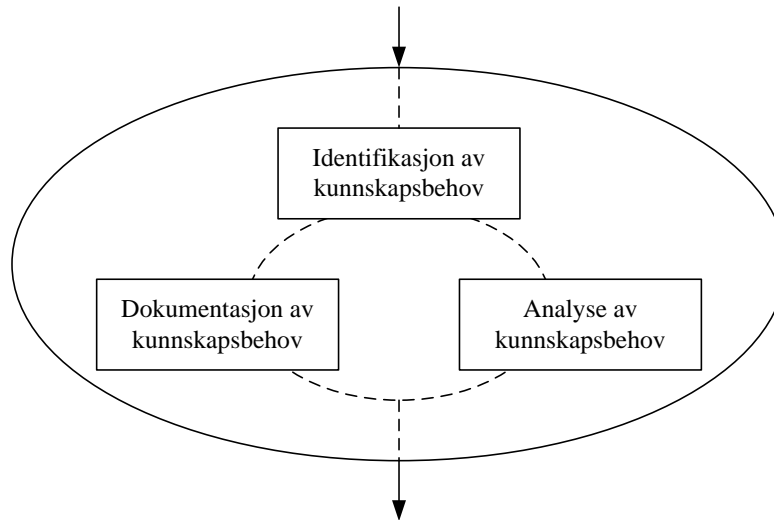 Identifikasjon av
kunnskapsbehov
Dokumentasjon av
kunnskapsbehov
Analyse av
kunnskapsbehov